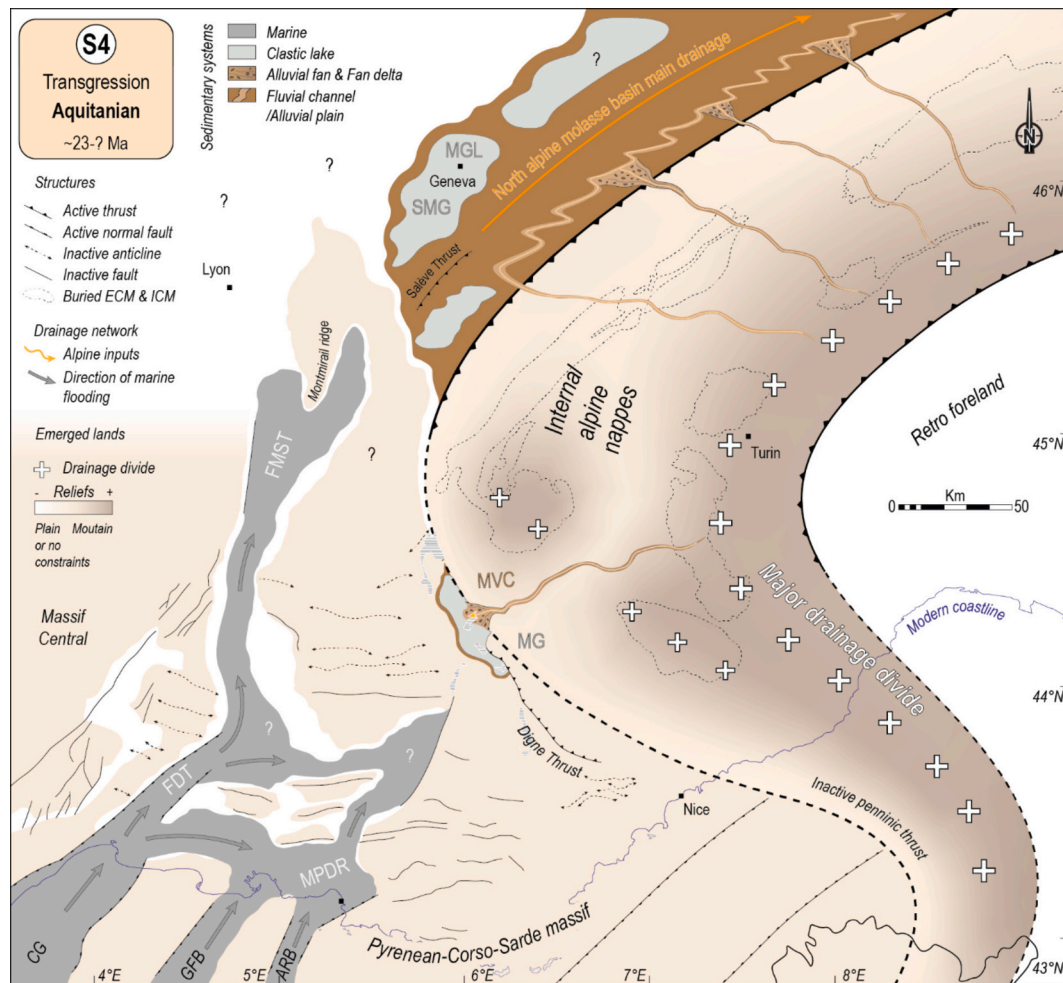 S4
Transgression
Aquitanian
~23-? Ma
Sedimentary systems
Marine
Clastic lake
Alluvial fan & Fan delta
Fluvial channel
/Alluvial plain
Structures
Active thrust
Active normal fault
Inactive anticline
Inactive fault
Buried ECM & ICM
Drainage network
Alpine inputs
Direction of marine
flooding
Emerged lands
Drainage divide
- Reliefs +
Plain Moutain
or no
constraints
?
?
?
North alpine molasse basin main drainage
N
46°N
MGL
Geneva
SMG
Salève Thrust
Lyon
Montmirail ridge
FMST
?
Internal
alpine
nappes
Turin
Retro foreland
45°N
Km
0 50
MVC
MG
Major drainage divide
Modern coastline
Massif
Central
44°N
?
?
FDT
Digne Thrust
Nice
Inactive penninic thrust
MPDR
Pyrenean-Corso-Sarde massif
CG
GFB
ARB
4°E
5°E
6°E
7°E
8°E
43°N